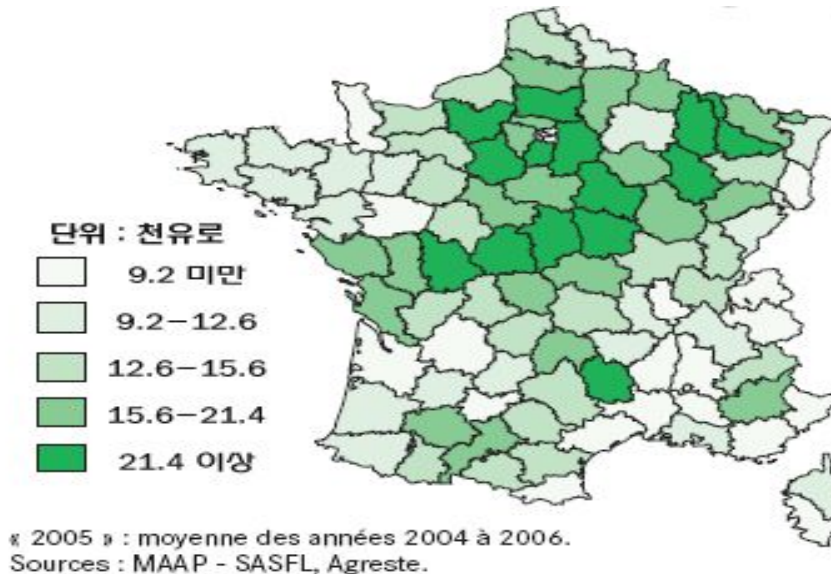 단위 : 천유로
9.2 미만
9.2-12.6
12.6-15.6
15.6-21.4
21.4 이상
« 2005 » : moyenne des années 2004 à 2006.
Sources : MAAP - SASFL, Agreste.